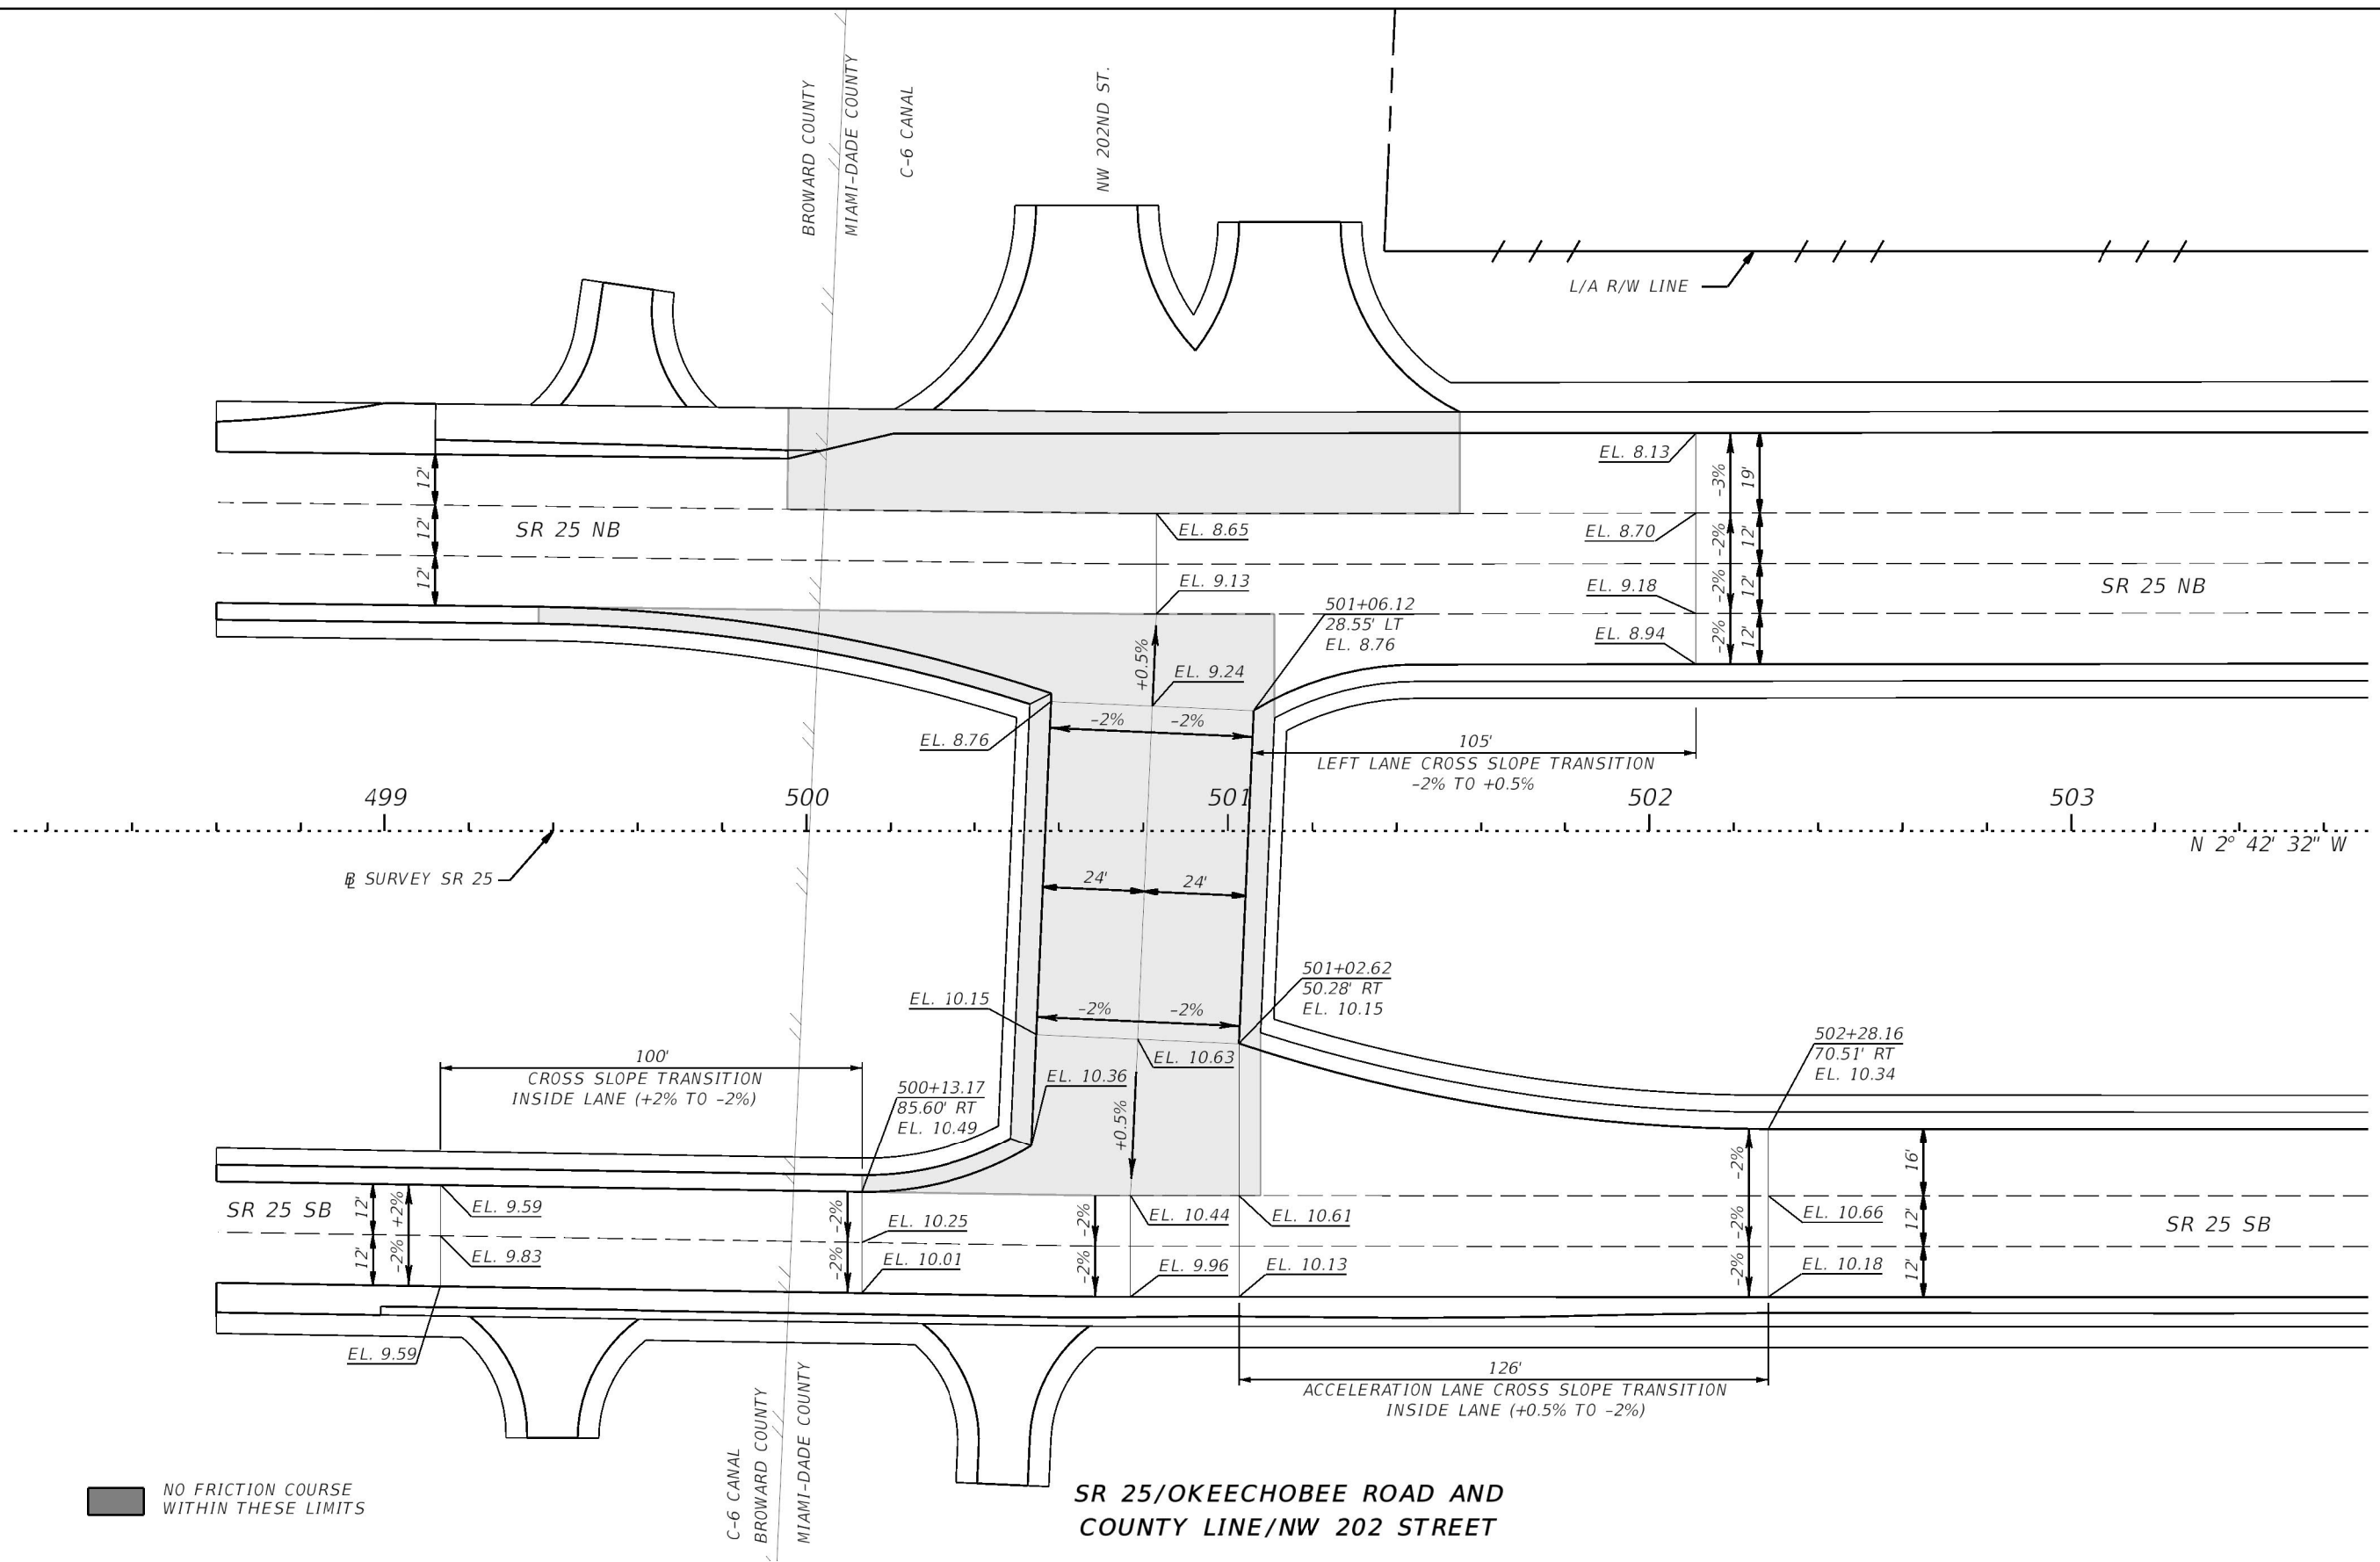 BROWARD COUNTY
MIAMI-DADE COUNTY
C-6 CANAL
NW 202ND ST.
L/A R/W LINE
12'
12'
12'
SR 25 NB
EL. 8.65
EL. 9.13
+0.5%
EL. 9.24
501+06.12
28.55' LT
EL. 8.76
EL. 8.13
EL. 8.70
EL. 9.18
EL. 8.94
-3%
-2%
-2%
-2%
19'
12'
12'
12'
SR 25 NB
-2%
-2%
EL. 8.76
105'
LEFT LANE CROSS SLOPE TRANSITION
-2% TO +0.5%
499
500
501
502
503
N 2° 42' 32" W
BL SURVEY SR 25
24'
24'
EL. 10.15
-2%
-2%
501+02.62
50.28' RT
EL. 10.15
EL. 10.63
EL. 10.36
+0.5%
502+28.16
70.51' RT
EL. 10.34
100'
CROSS SLOPE TRANSITION
INSIDE LANE (+2% TO -2%)
500+13.17
85.60' RT
EL. 10.49
SR 25 SB
12'
12'
+2%
-2%
EL. 9.59
EL. 9.83
EL. 9.59
-2%
-2%
EL. 10.25
EL. 10.01
-2%
-2%
EL. 10.44
EL. 9.96
EL. 10.61
EL. 10.13
-2%
-2%
-2%
EL. 10.66
EL. 10.18
16'
12'
12'
SR 25 SB
126'
ACCELERATION LANE CROSS SLOPE TRANSITION
INSIDE LANE (+0.5% TO -2%)
C-6 CANAL
BROWARD COUNTY
MIAMI-DADE COUNTY
NO FRICTION COURSE
WITHIN THESE LIMITS
SR 25/OKEECHOBEE ROAD AND
COUNTY LINE/NW 202 STREET